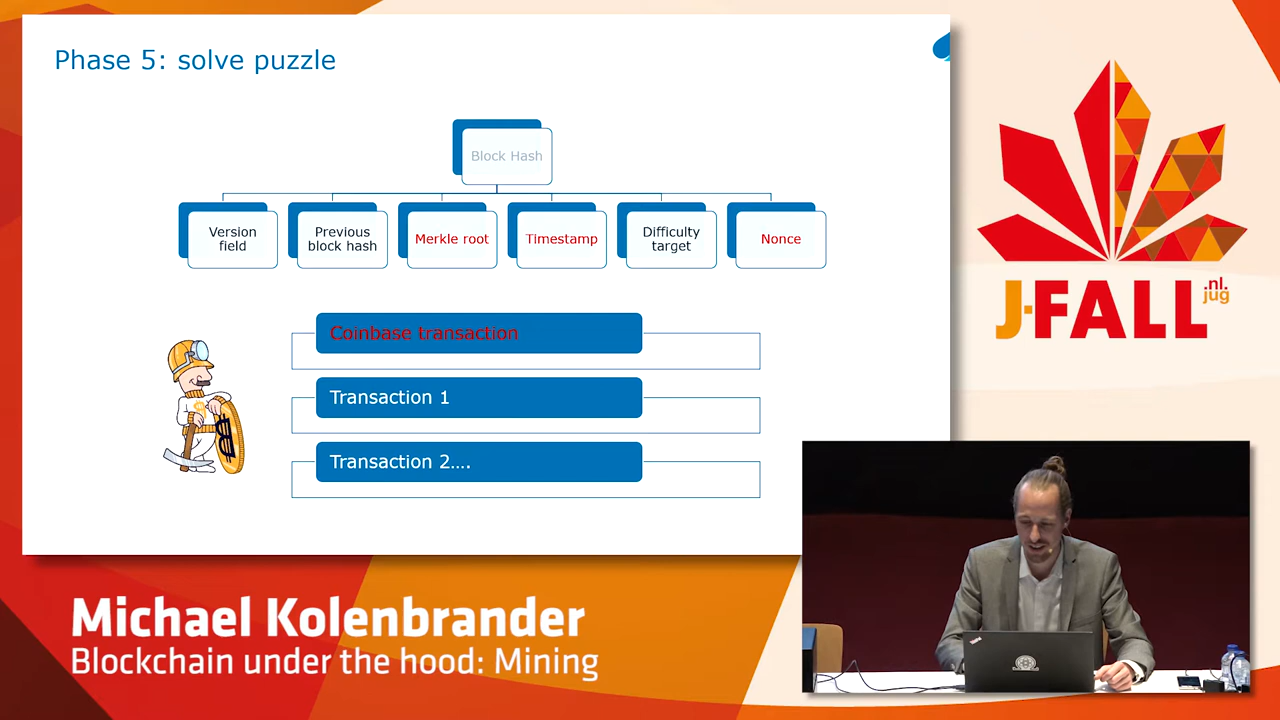 Phase 5: solve puzzle
Block Hash
Version
field
Previous
block hash
Merkle root
Timestamp
Difficulty
target
Nonce
Coinbase transaction
Transaction 1
Transaction 2....
J-FALL
.nl.
jug
Michael Kolenbrander
Blockchain under the hood: Mining